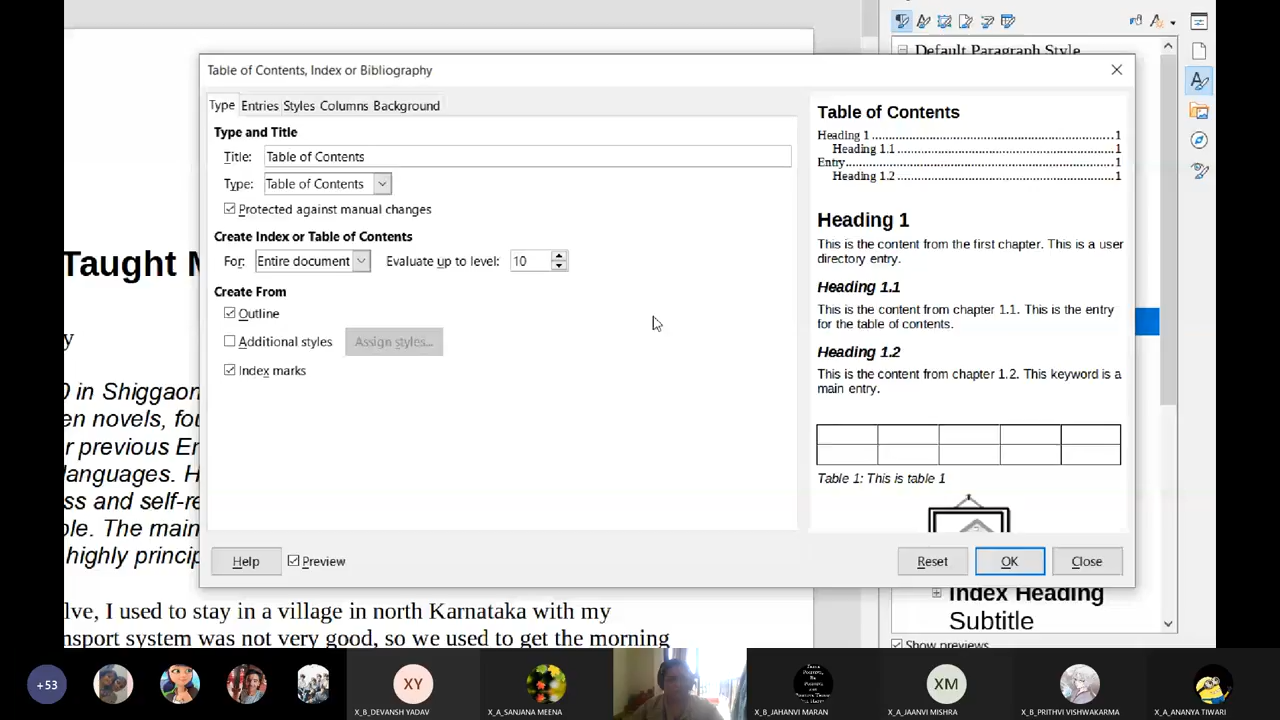 Default Paragraph Style
Table of Contents, Index or Bibliography
Type Entries Styles Columns Background
Type and Title
Title: Table of Contents
Type: Table of Contents
Protected against manual changes
Create Index or Table of Contents
For: Entire document Evaluate up to level: 10
Create From
Outline
Additional styles Assign styles...
Index marks
Help Preview Reset OK Close
Table of Contents
Heading 1 1
Heading 1.1 1
Entry 1
Heading 1.2 1
Heading 1
This is the content from the first chapter. This is a user
directory entry.
Heading 1.1
This is the content from chapter 1.1. This is the entry
for the table of contents.
Heading 1.2
This is the content from chapter 1.2. This keyword is a
main entry.
Table 1: This is table 1
Taught M
y
0 in Shiggaon
en novels, fou
r previous En
languages. H
ss and self-re
ble. The main
highly princip
lve, I used to stay in a village in north Karnataka with my
nsport system was not very good, so we used to get the morning
Index Heading
Subtitle
Show previews
+53
XY
X_B_DEVANSH YADAV
X_A_SANJANA MEENA
X_B_JAHANVI MARAN
XM
X_A_JAANVI MISHRA
X_B_PRITHVI VISHWAKARMA
X_A_ANANYA TIWARI